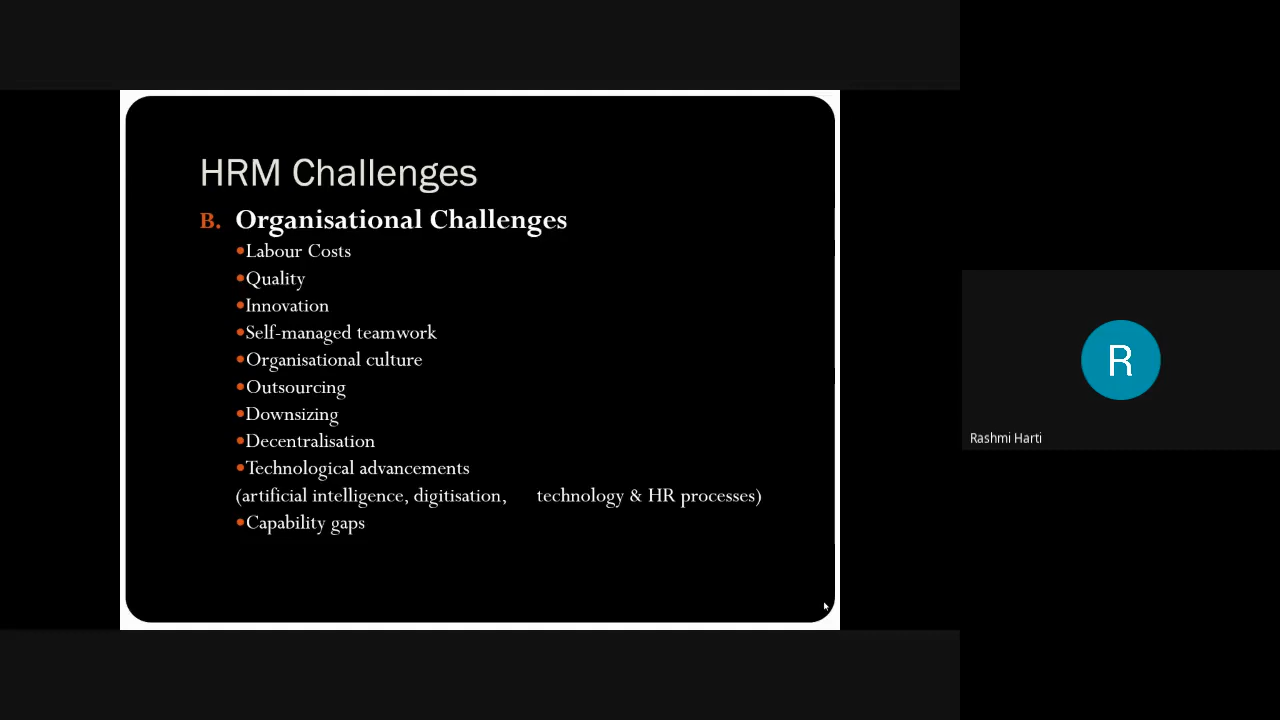 HRM Challenges
B. Organisational Challenges
•Labour Costs
•Quality
•Innovation
•Self-managed teamwork
•Organisational culture
•Outsourcing
•Downsizing
•Decentralisation
•Technological advancements
(artificial intelligence, digitisation, technology & HR processes)
•Capability gaps
R
Rashmi Harti